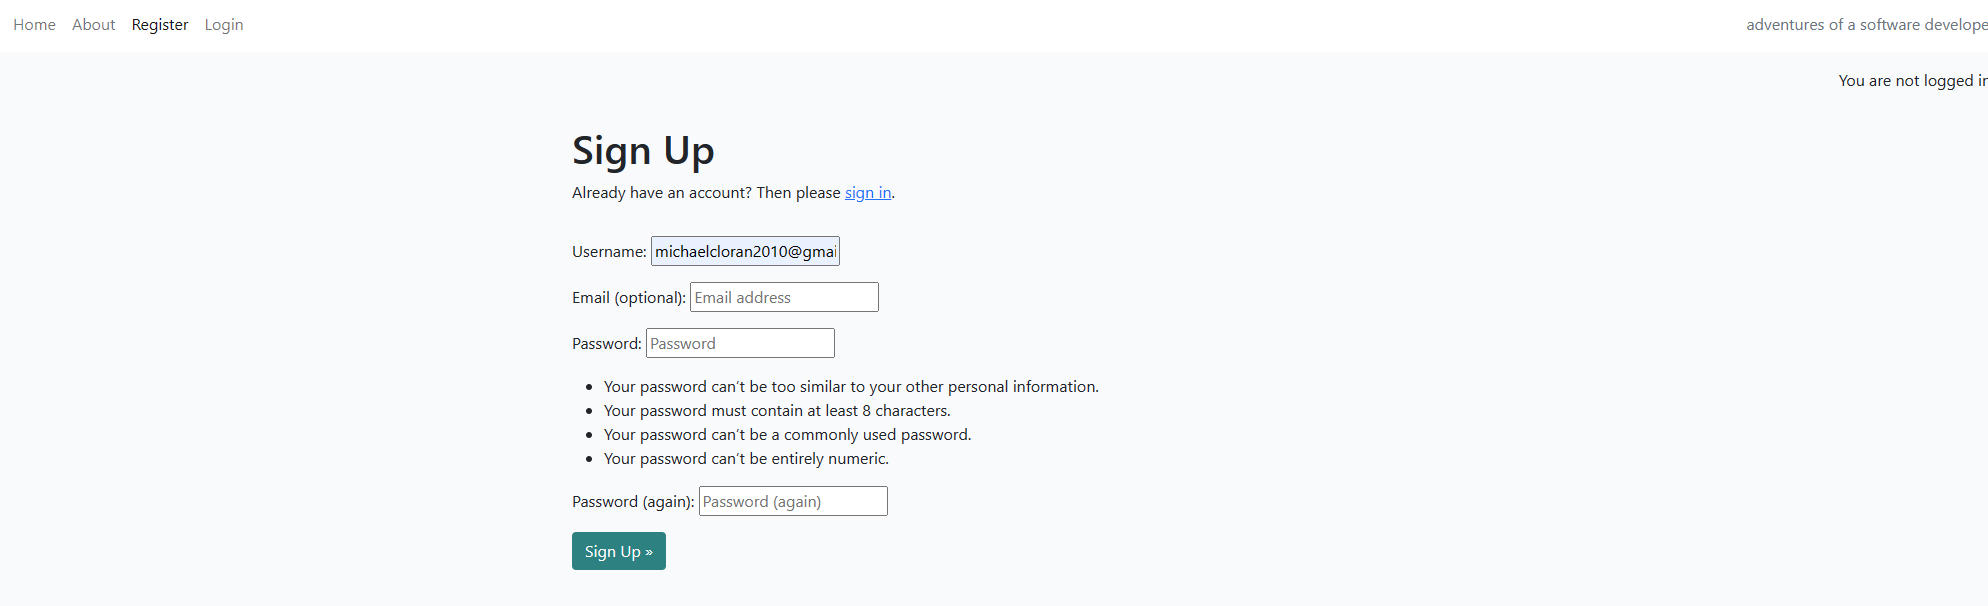 Home About Register Login adventures of a software develope
You are not logged in
Sign Up
Already have an account? Then please sign in.
Username: michaelcloran2010@gmai
Email (optional): Email address
Password: Password
• Your password can't be too similar to your other personal information.
• Your password must contain at least 8 characters.
• Your password can't be a commonly used password.
• Your password can't be entirely numeric.
Password (again): Password (again)
Sign Up »